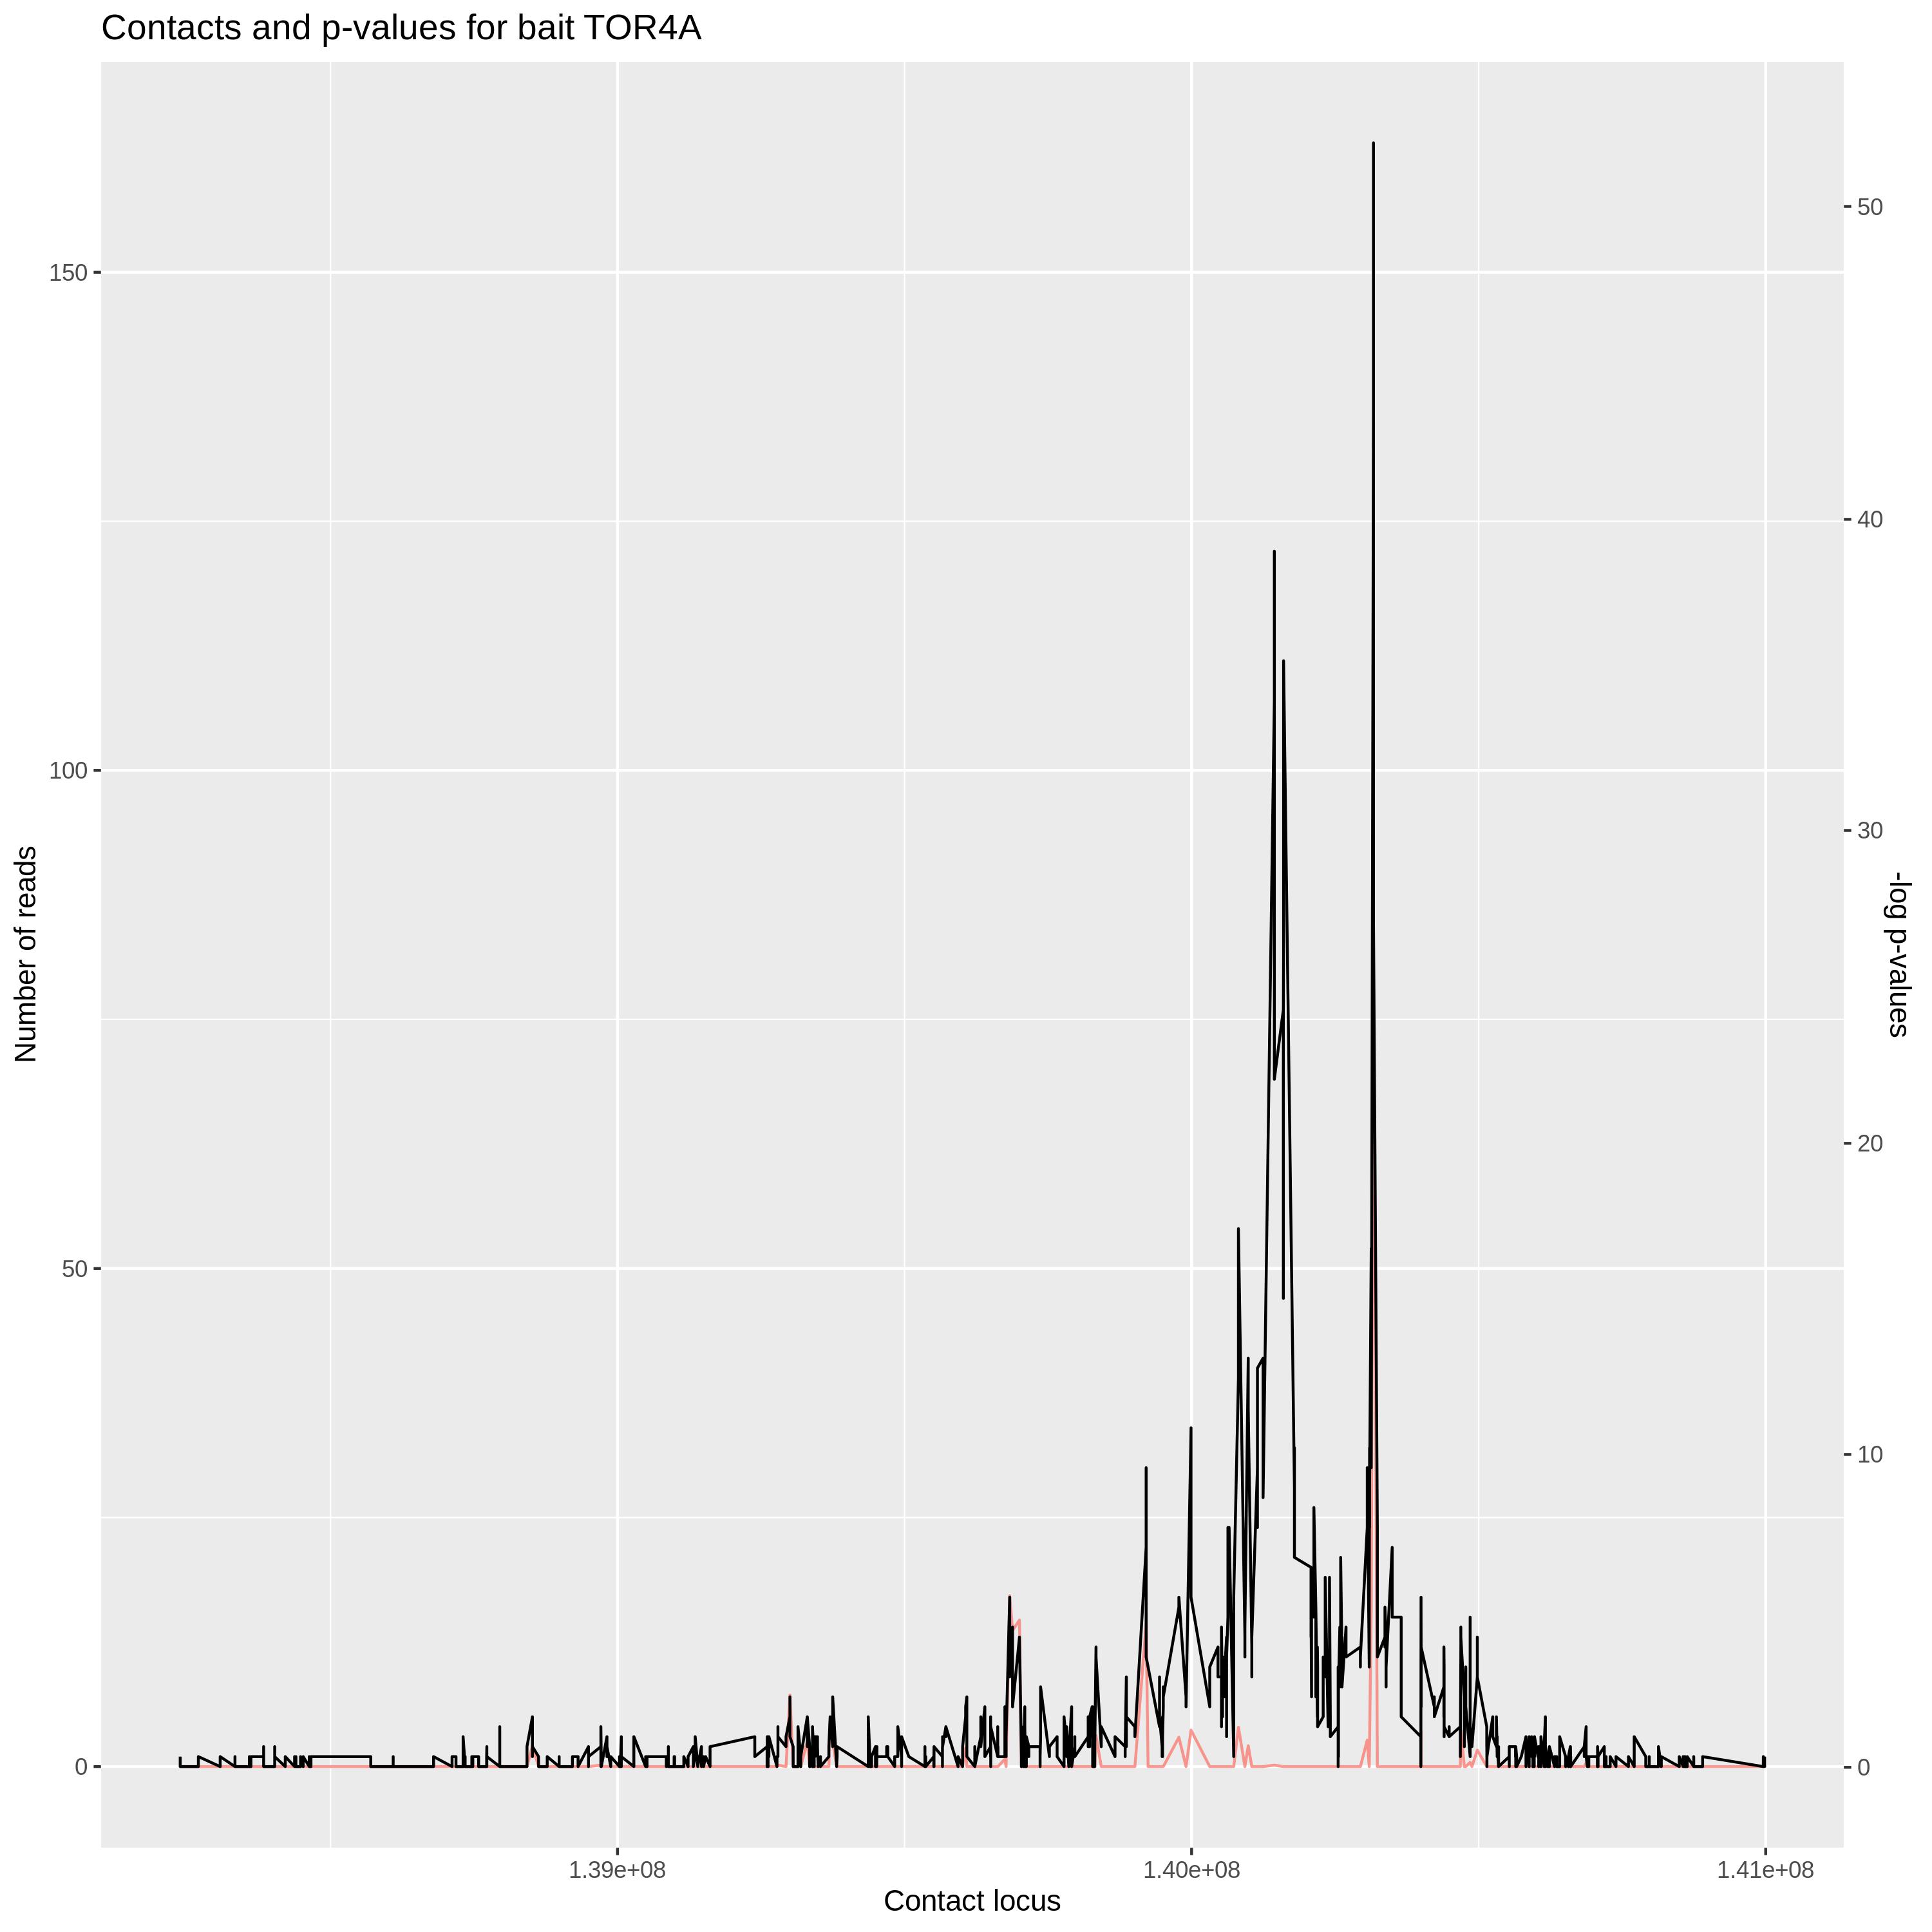 Contacts and p-values for bait TOR4A
150
100
50
0
Number of reads
50
40
30
20
10
0
-log p-values
1.39e+08
1.40e+08
1.41e+08
Contact locus